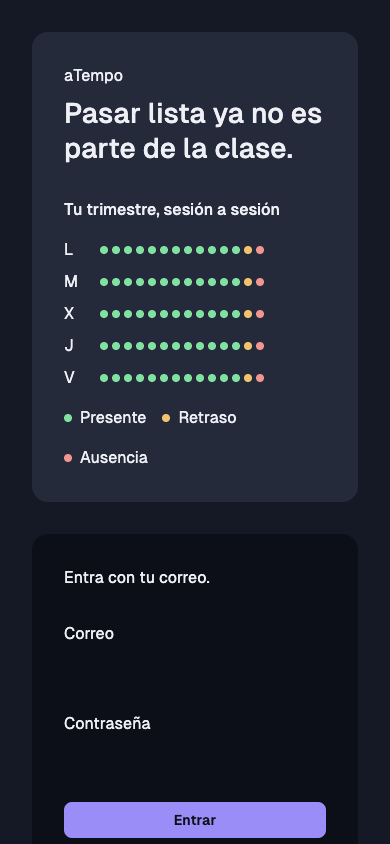 aTempo
Pasar lista ya no es
parte de la clase.
Tu trimestre, sesión a sesión
L
M
X
J
V
Presente
Retraso
Ausencia
Entra con tu correo.
Correo
Contraseña
Entrar